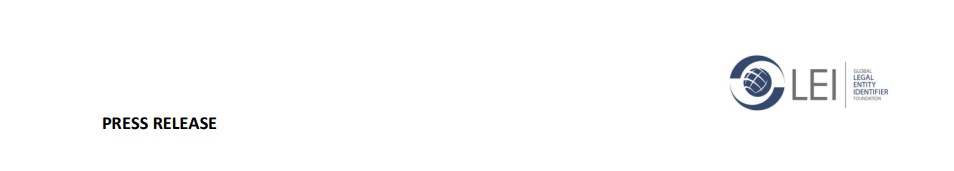 LEI
GLOBAL
LEGAL
ENTITY
IDENTIFIER
FOUNDATION
PRESS RELEASE